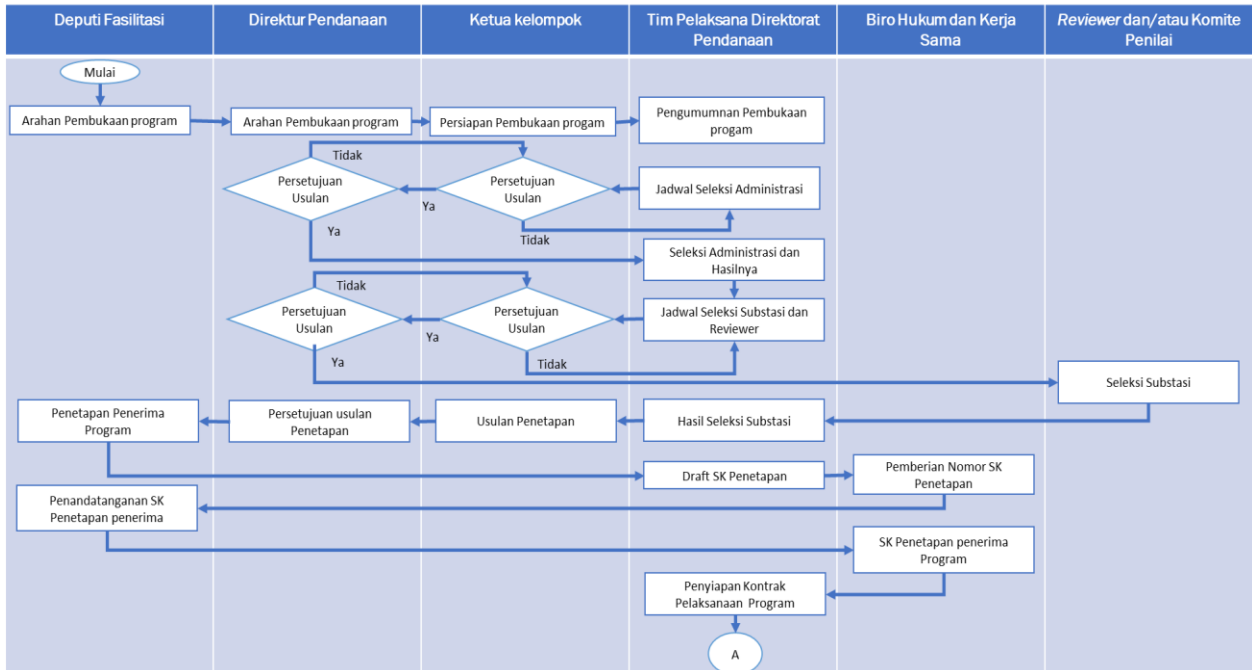 Deputi Fasilitasi
Direktur Pendanaan
Ketua kelompok
Tim Pelaksana Direktorat
Pendanaan
Biro Hukum dan Kerja
Sama
Reviewer dan/atau Komite
Penilai
Mulai
Arahan Pembukaan program
Arahan Pembukaan program
Persiapan Pembukaan progam
Pengumumnan Pembukaan
progam
Tidak
Persetujuan
Usulan
Persetujuan
Usulan
Jadwal Seleksi Administrasi
Ya
Ya
Tidak
Seleksi Administrasi dan
Hasilnya
Tidak
Persetujuan
Usulan
Persetujuan
Usulan
Jadwal Seleksi Substasi dan
Reviewer
Ya
Ya
Tidak
Seleksi Substasi
Penetapan Penerima
Program
Persetujuan usulan
Penetapan
Usulan Penetapan
Hasil Seleksi Substasi
Draft SK Penetapan
Pemberian Nomor SK
Penetapan
Penandatanganan SK
Penetapan penerima
SK Penetapan penerima
Program
Penyiapan Kontrak
Pelaksanaan Program
A